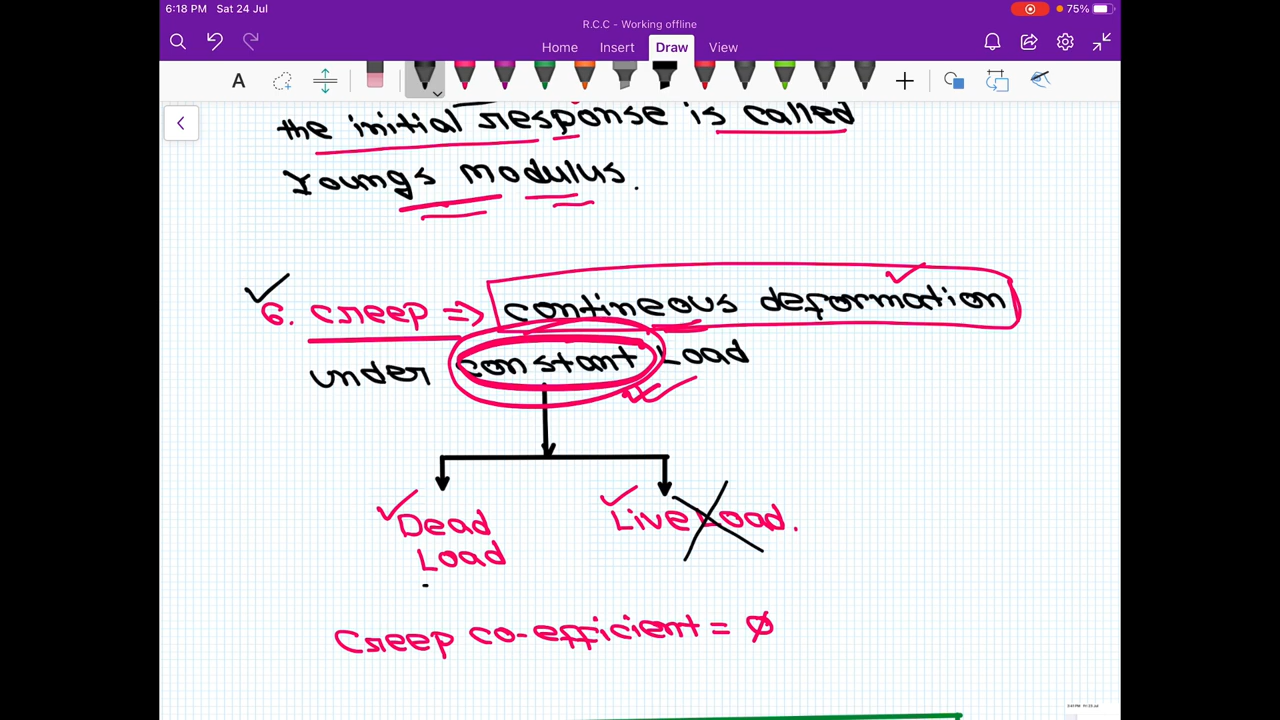 6:18 PM Sat 24 Jul
75%
R.C.C - Working offline
Home Insert Draw View
A
the initial response is called
Youngs modulus.
6. creep => contineous deformation
under constant Load
Dead Live Load.
Load
Creep co-efficient = φ